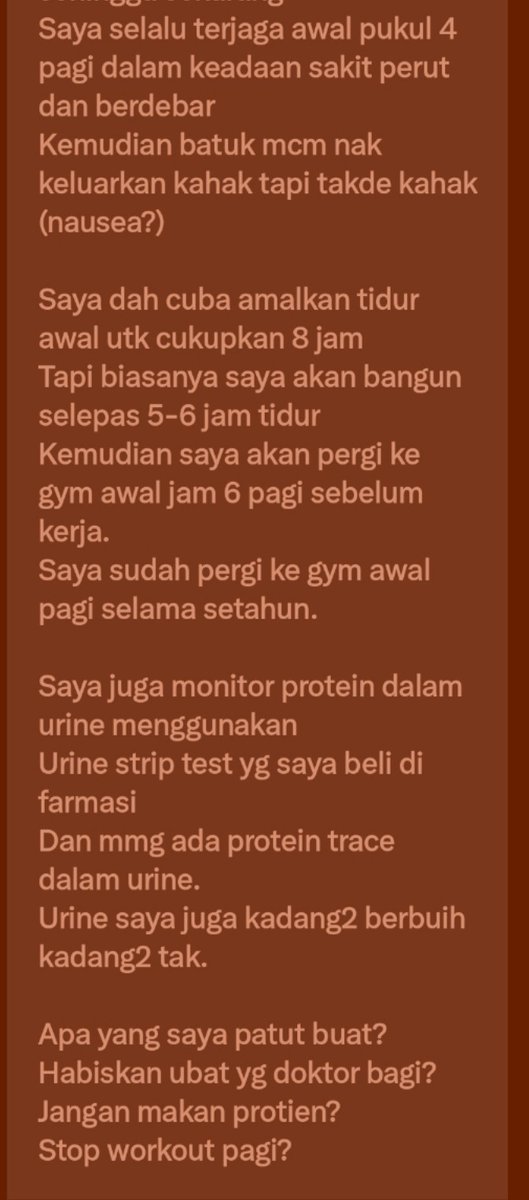 Saya selalu terjaga awal pukul 4
pagi dalam keadaan sakit perut
dan berdebar
Kemudian batuk mcm nak
keluarkan kahak tapi takde kahak
(nausea?)
Saya dah cuba amalkan tidur
awal utk cukupkan 8 jam
Tapi biasanya saya akan bangun
selepas 5-6 jam tidur
Kemudian saya akan pergi ke
gym awal jam 6 pagi sebelum
kerja.
Saya sudah pergi ke gym awal
pagi selama setahun.
Saya juga monitor protein dalam
urine menggunakan
Urine strip test yg saya beli di
farmasi
Dan mmg ada protein trace
dalam urine.
Urine saya juga kadang2 berbuih
kadang2 tak.
Apa yang saya patut buat?
Habiskan ubat yg doktor bagi?
Jangan makan protien?
Stop workout pagi?